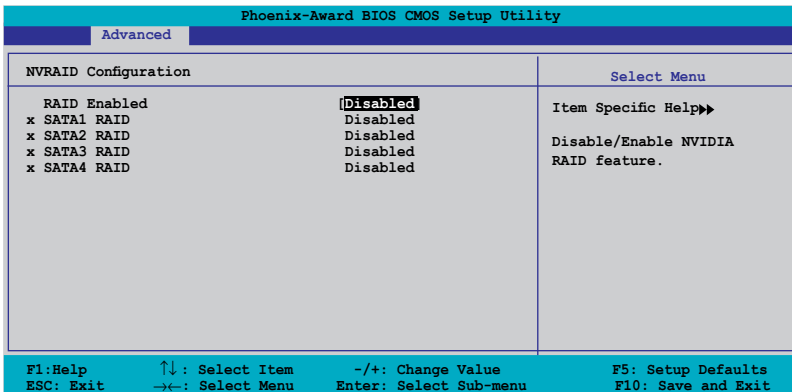 Phoenix-Award BIOS CMOS Setup Utility
Advanced
NVRAID Configuration
Select Menu
RAID Enabled [Disabled]
x SATA1 RAID Disabled
x SATA2 RAID Disabled
x SATA3 RAID Disabled
x SATA4 RAID Disabled
Item Specific Help▶▶
Disable/Enable NVIDIA
RAID feature.
F1:Help ↑↓: Select Item -/+: Change Value F5: Setup Defaults
ESC: Exit →←: Select Menu Enter: Select Sub-menu F10: Save and Exit